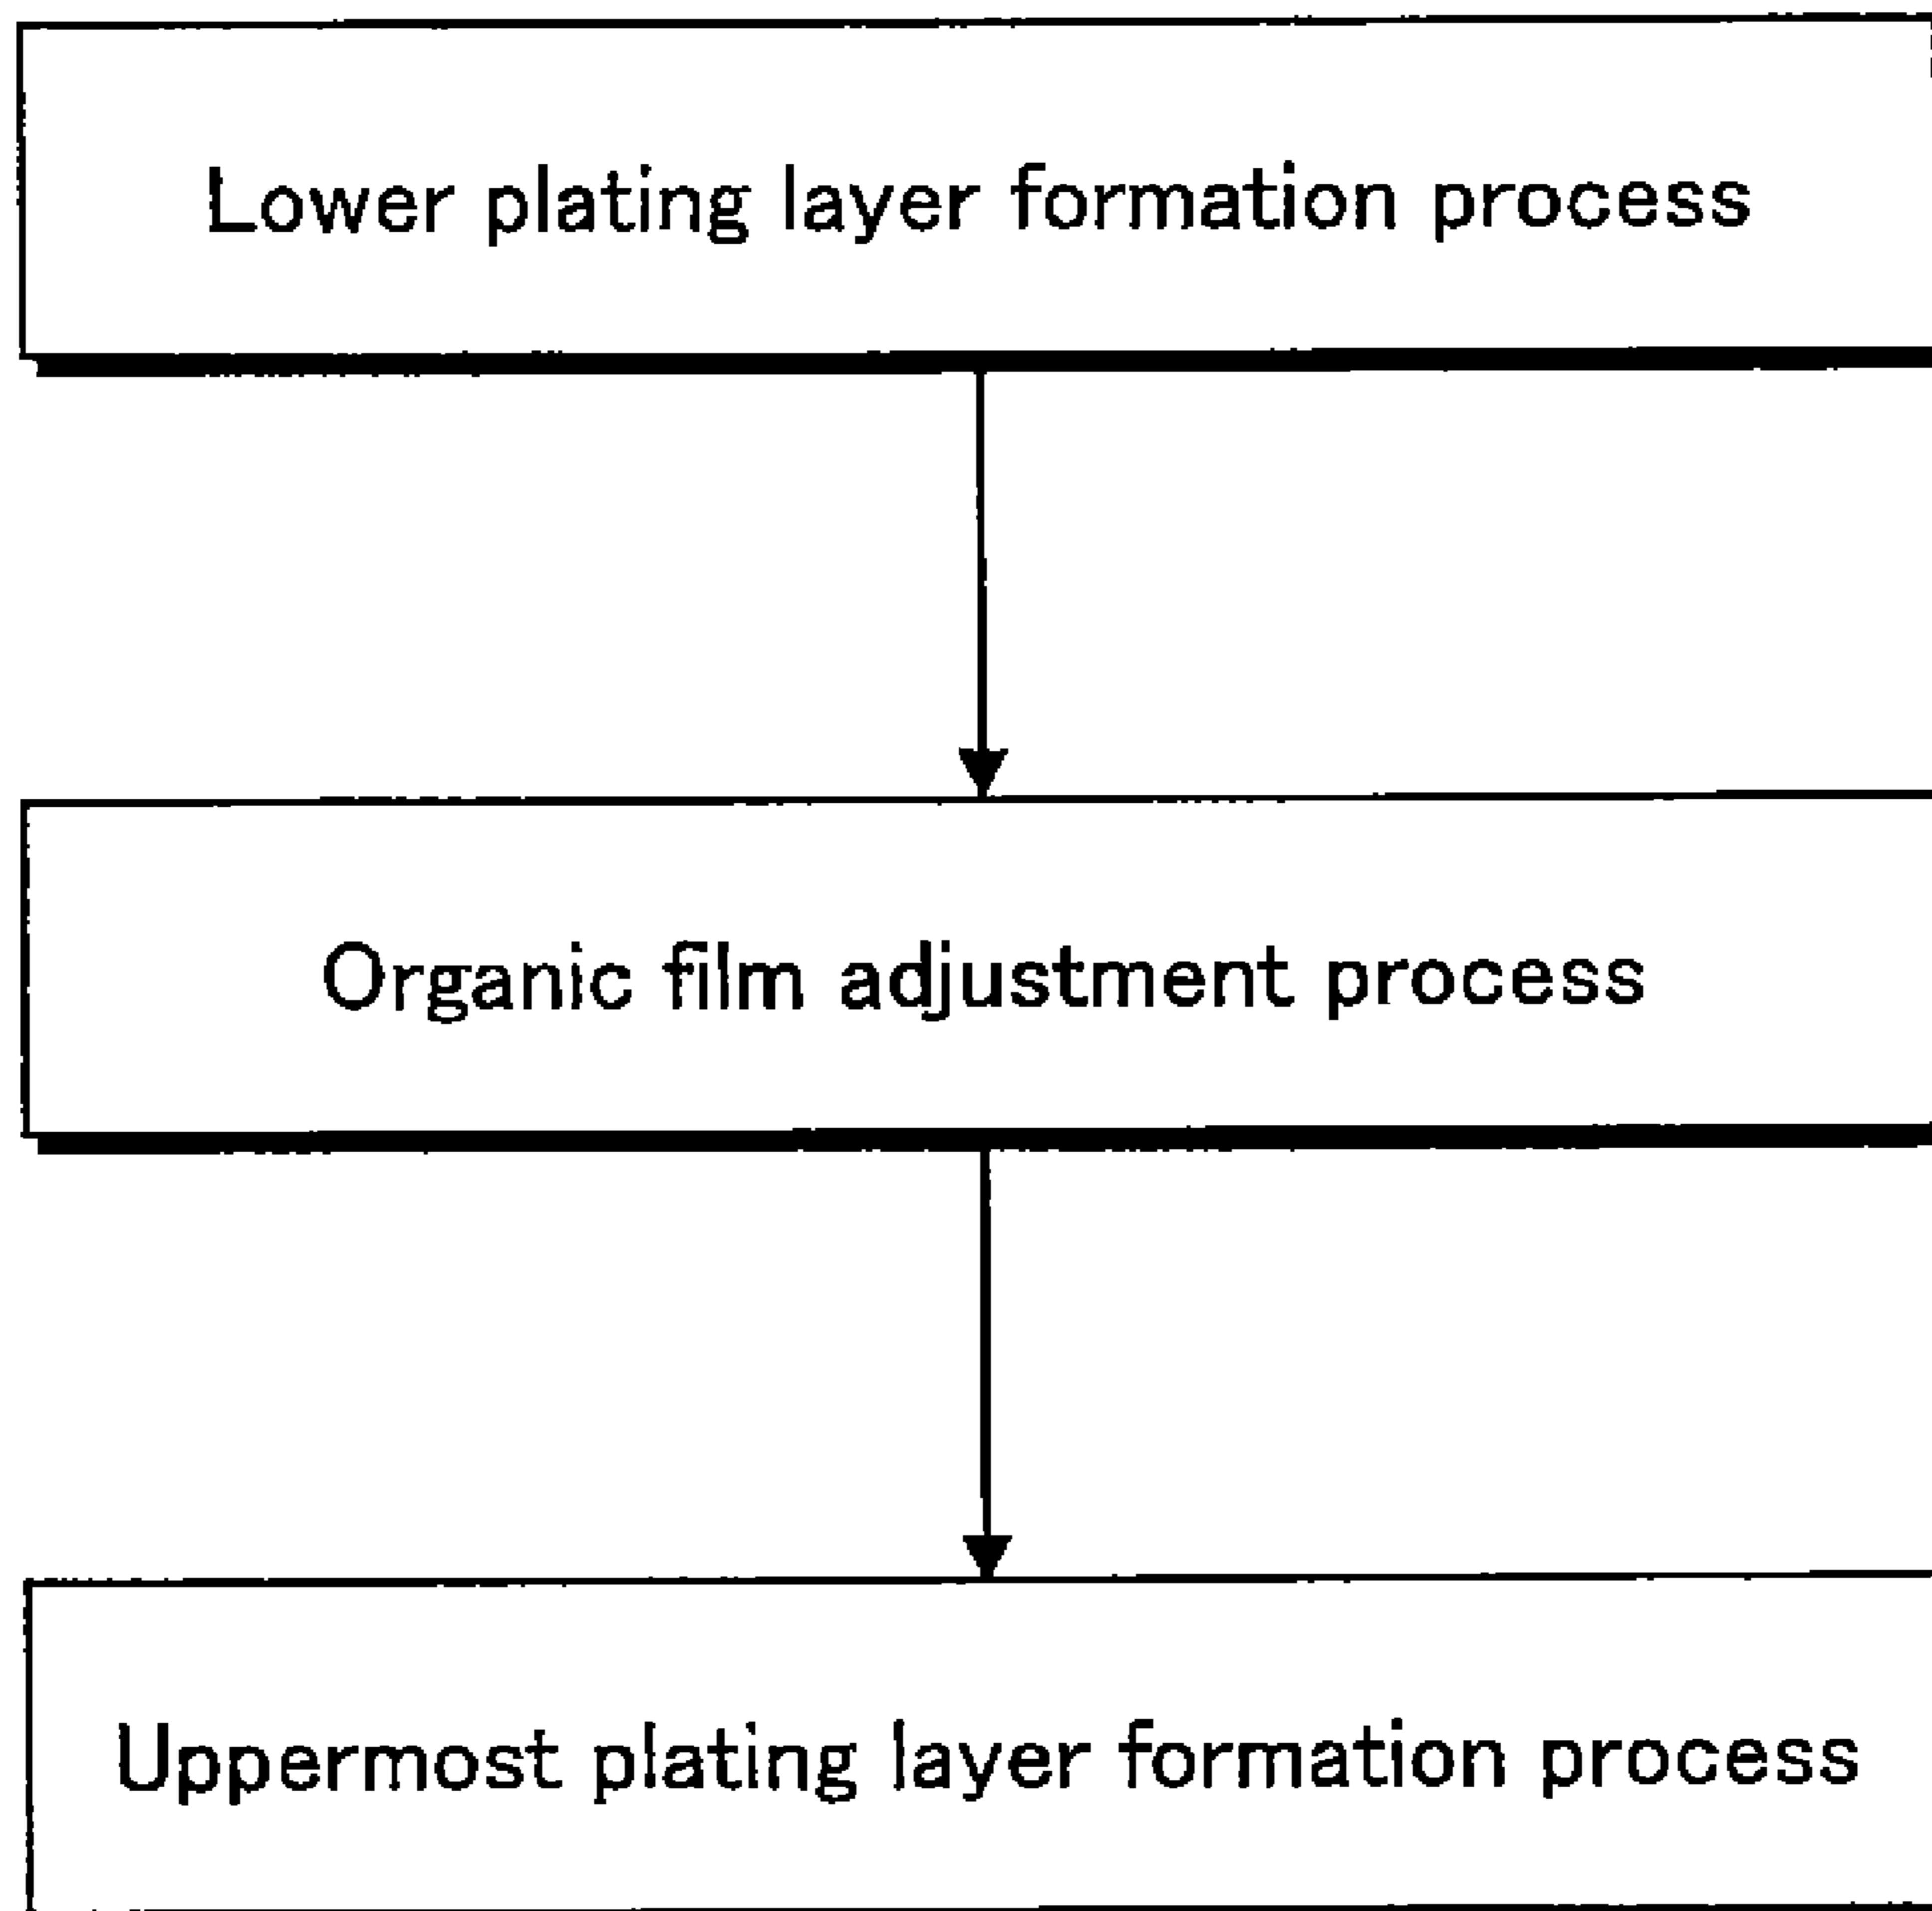 Lower plating layer formation process
Organic film adjustment process
Uppermost plating layer formation process